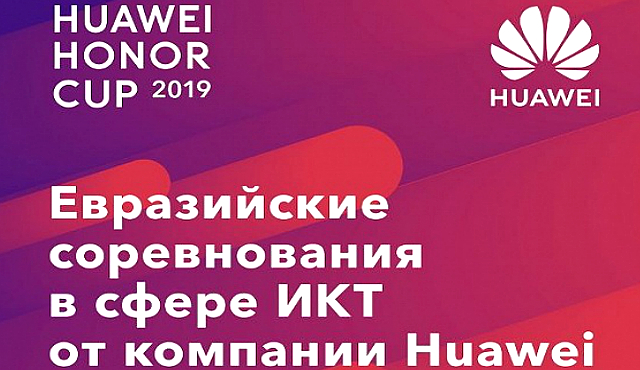 HUAWEI
HONOR
CUP 2019
HUAWEI
Евразийские
соревнования
в сфере ИКТ
от компании Huawei